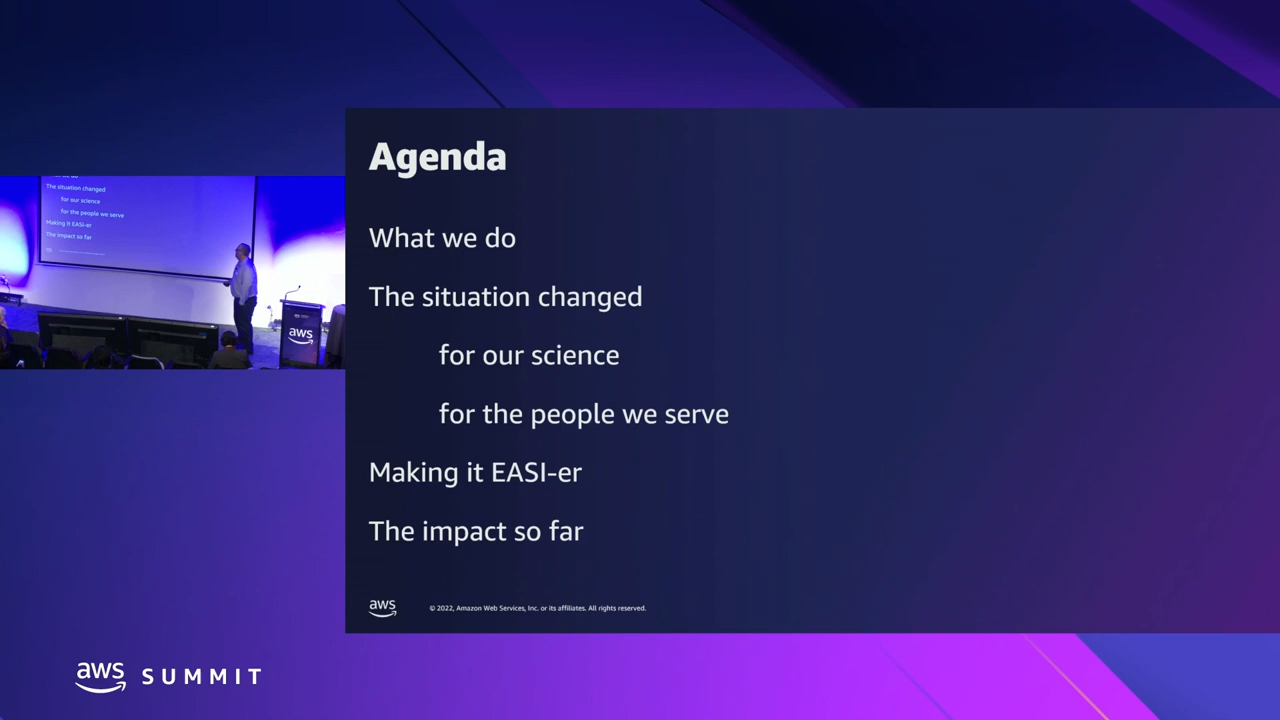 Agenda
What we do
The situation changed
for our science
for the people we serve
Making it EASI-er
The impact so far
aws
© 2022, Amazon Web Services, Inc. or its affiliates. All rights reserved.
The situation changed
for our science
for the people we serve
Making it EASI-er
The impact so far
aws
aws SUMMIT